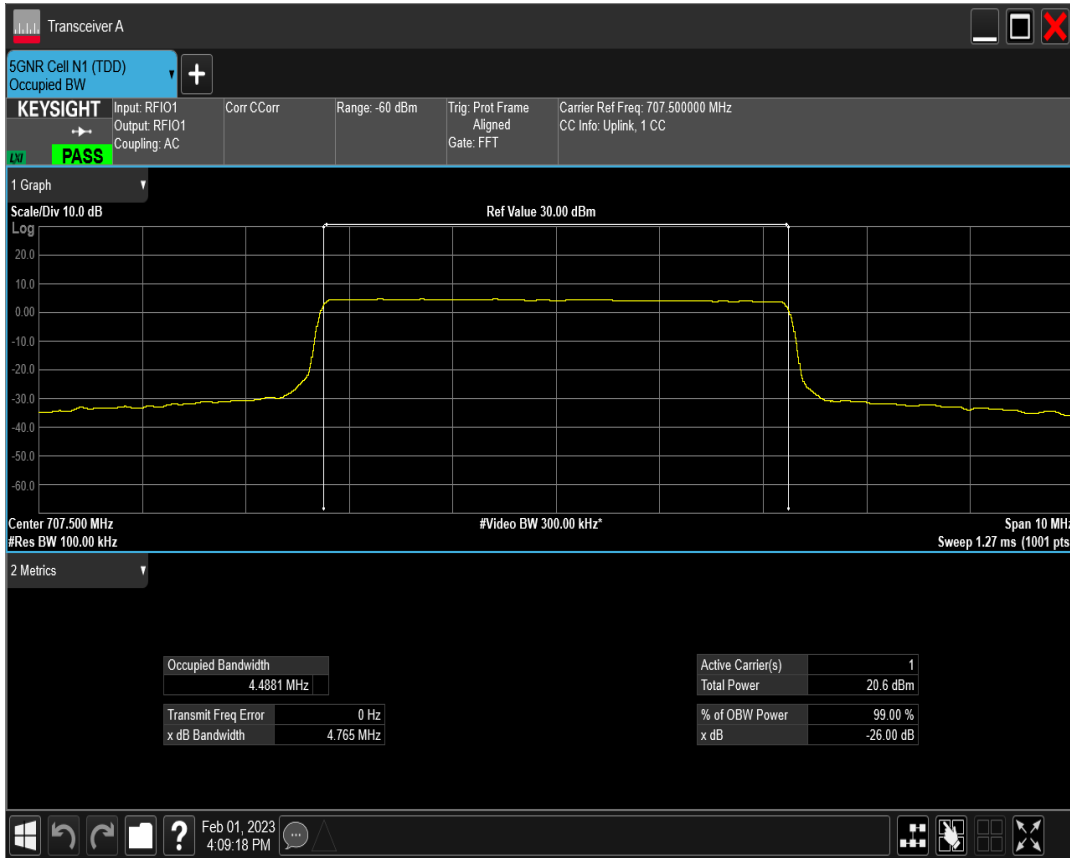 Transceiver A
5GNR Cell N1 (TDD)
Occupied BW
KEYSIGHT
LXI
PASS
Input: RFIO1
Output: RFIO1
Coupling: AC
Corr CCorr
Range: -60 dBm
Trig: Prot Frame
Aligned
Gate: FFT
Carrier Ref Freq: 707.500000 MHz
CC Info: Uplink, 1 CC
1 Graph
Scale/Div 10.0 dB
Ref Value 30.00 dBm
Log
20.0
10.0
0.00
-10.0
-20.0
-30.0
-40.0
-50.0
-60.0
Center 707.500 MHz
#Video BW 300.00 kHz*
Span 10 MHz
#Res BW 100.00 kHz
Sweep 1.27 ms (1001 pts
2 Metrics
Occupied Bandwidth
4.4881 MHz
Transmit Freq Error 0 Hz
x dB Bandwidth 4.765 MHz
Active Carrier(s) 1
Total Power 20.6 dBm
% of OBW Power 99.00 %
x dB -26.00 dB
?
Feb 01, 2023
4:09:18 PM